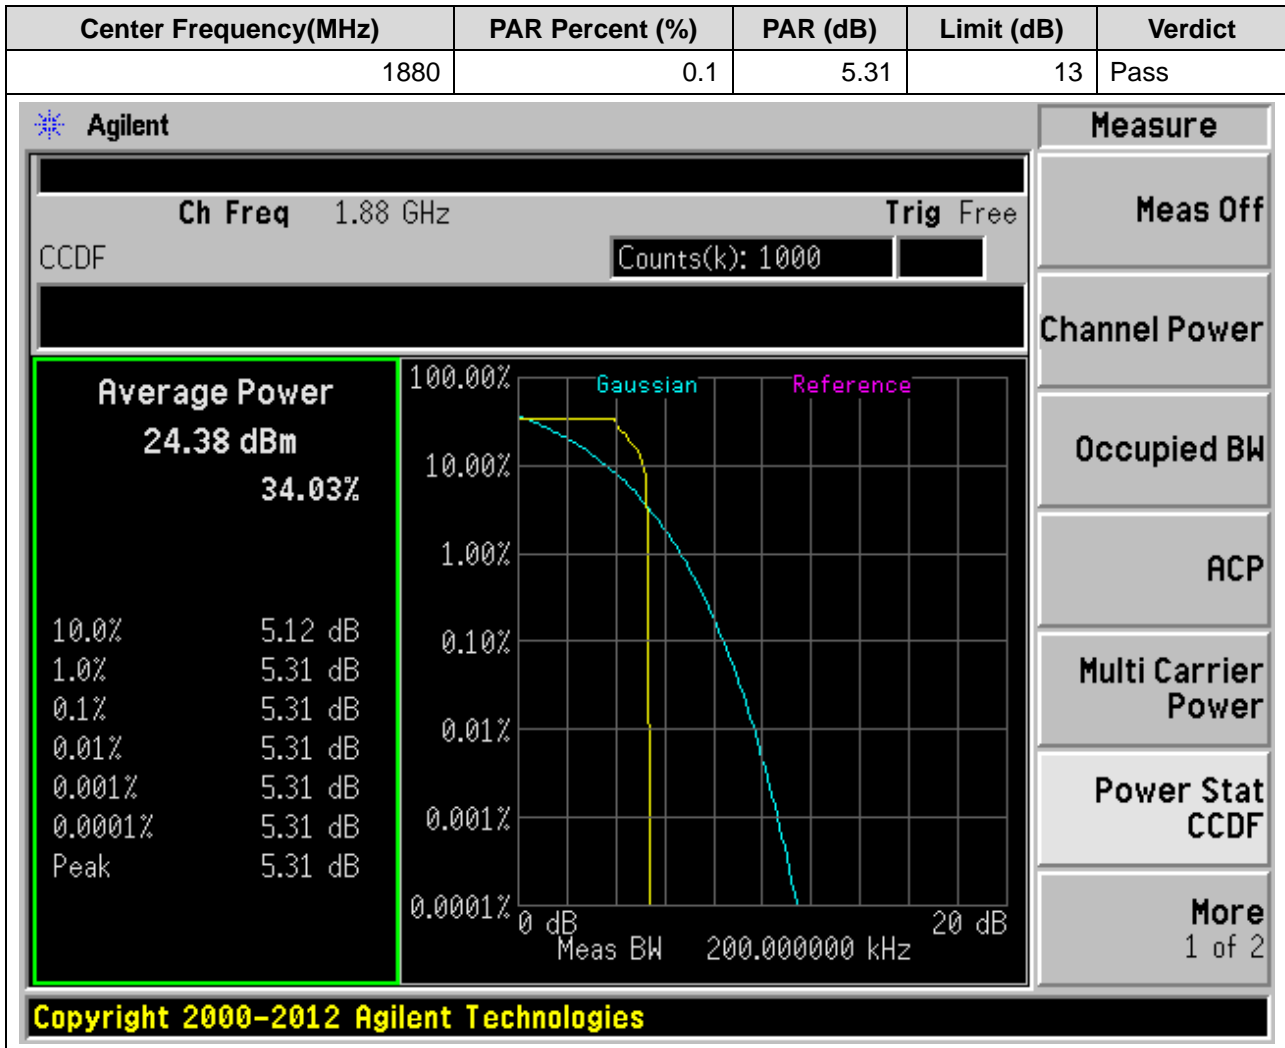 Center Frequency(MHz) PAR Percent (%) PAR (dB) Limit (dB) Verdict
1880 0.1 5.31 13 Pass
Agilent
Measure
Ch Freq 1.88 GHz Trig Free
CCDF Counts(k): 1000
Meas Off
Channel Power
Occupied BW
ACP
Multi Carrier
Power
Power Stat
CCDF
More
1 of 2
Average Power
24.38 dBm
34.03%
10.0% 5.12 dB
1.0% 5.31 dB
0.1% 5.31 dB
0.01% 5.31 dB
0.001% 5.31 dB
0.0001% 5.31 dB
Peak 5.31 dB
Gaussian Reference
100.00%
10.00%
1.00%
0.10%
0.01%
0.001%
0.0001%
0 dB 20 dB
Meas BW 200.000000 kHz
Copyright 2000-2012 Agilent Technologies